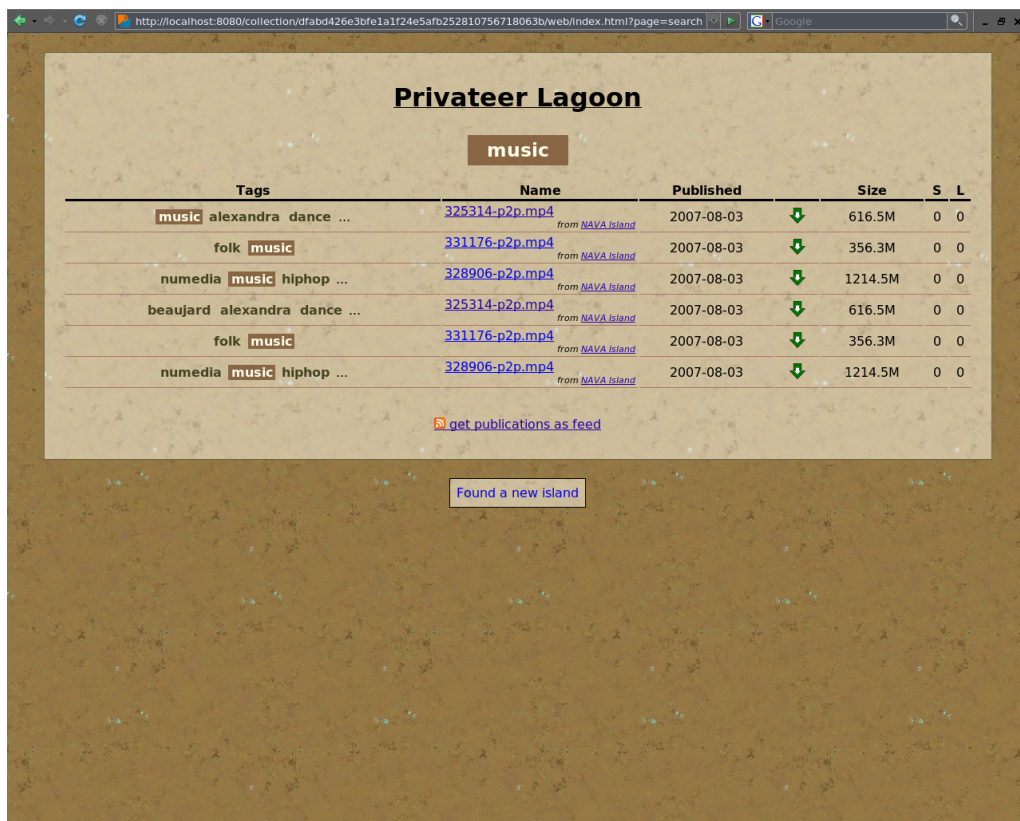 http://localhost:8080/collection/dfabd426e3bfe1a1f24e5afb252810756718063b/web/index.html?page=search G Google
Privateer Lagoon
music
Tags Name Published Size S L
music alexandra dance ... 325314-p2p.mp4 2007-08-03 616.5M 0 0
from NAVA Island
folk music 331176-p2p.mp4 2007-08-03 356.3M 0 0
from NAVA Island
numedia music hiphop ... 328906-p2p.mp4 2007-08-03 1214.5M 0 0
from NAVA Island
beaujard alexandra dance ... 325314-p2p.mp4 2007-08-03 616.5M 0 0
from NAVA Island
folk music 331176-p2p.mp4 2007-08-03 356.3M 0 0
from NAVA Island
numedia music hiphop ... 328906-p2p.mp4 2007-08-03 1214.5M 0 0
from NAVA Island
get publications as feed
Found a new island